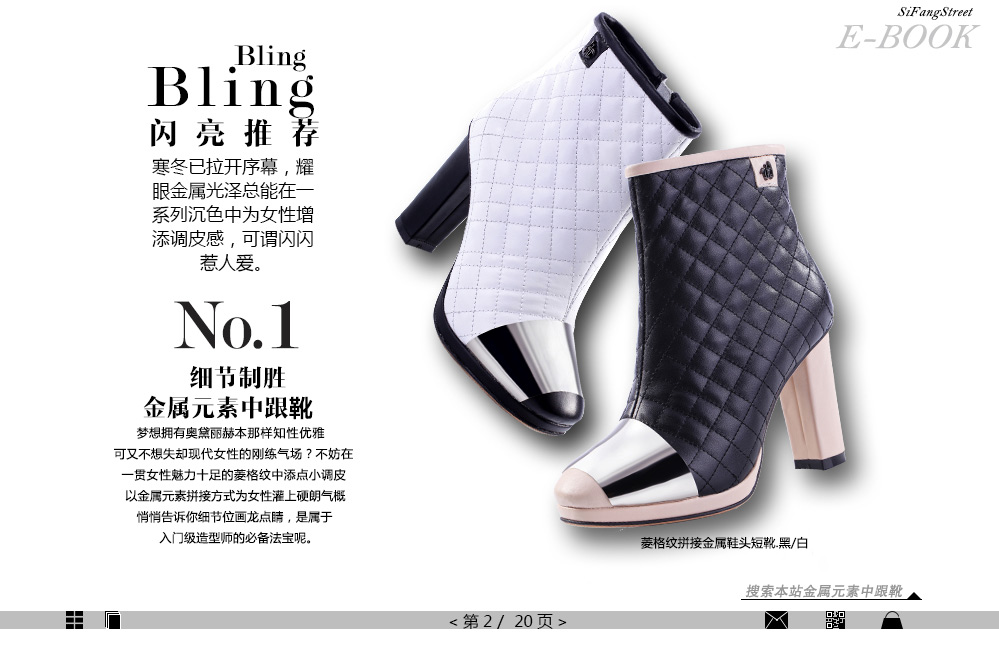 SiFangStreet
E-BOOK
Bling
Bling
闪亮推荐
寒冬已拉开序幕，耀
眼金属光泽总能在一
系列沉色中为女性增
添调皮感，可谓闪闪
惹人爱。
No.1
细节制胜
金属元素中跟靴
梦想拥有奥黛丽赫本那样知性优雅
可又不想失却现代女性的刚练气场？不妨在
一贯女性魅力十足的菱格纹中添点小调皮
以金属元素拼接方式为女性灌上硬朗气概
悄悄告诉你细节位画龙点睛，是属于
入门级造型师的必备法宝呢。
菱格纹拼接金属鞋头短靴.黑/白
搜索本站金属元素中跟靴
< 第 2 / 20 页 >